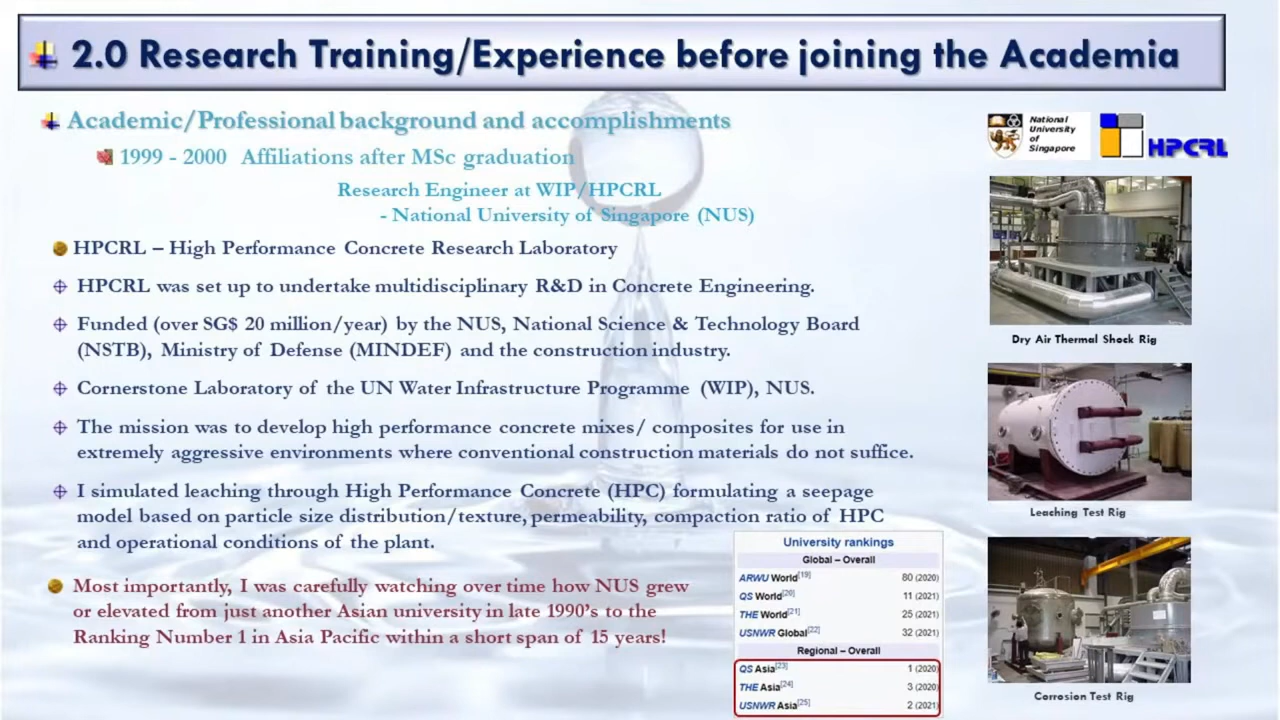 2.0 Research Training/Experience before joining the Academia
Academic/Professional background and accomplishments
1999 - 2000 Affiliations after MSc graduation
Research Engineer at WIP/HPCRL
- National University of Singapore (NUS)
HPCRL – High Performance Concrete Research Laboratory
HPCRL was set up to undertake multidisciplinary R&D in Concrete Engineering.
Funded (over SG$ 20 million/year) by the NUS, National Science & Technology Board
(NSTB), Ministry of Defense (MINDEF) and the construction industry.
Cornerstone Laboratory of the UN Water Infrastructure Programme (WIP), NUS.
The mission was to develop high performance concrete mixes/ composites for use in
extremely aggressive environments where conventional construction materials do not suffice.
I simulated leaching through High Performance Concrete (HPC) formulating a seepage
model based on particle size distribution/texture, permeability, compaction ratio of HPC
and operational conditions of the plant.
Most importantly, I was carefully watching over time how NUS grew
or elevated from just another Asian university in late 1990's to the
Ranking Number 1 in Asia Pacific within a short span of 15 years!
University rankings
Global – Overall
ARWU World[19] 80 (2020)
QS World[20] 11 (2021)
THE World[21] 25 (2021)
USNWR Global[22] 32 (2021)
Regional – Overall
QS Asia[23] 1 (2020)
THE Asia[24] 3 (2020)
USNWR Asia[25] 2 (2021)
National
University
of
Singapore
HPCRL
Dry Air Thermal Shock Rig
Leaching Test Rig
Corrosion Test Rig